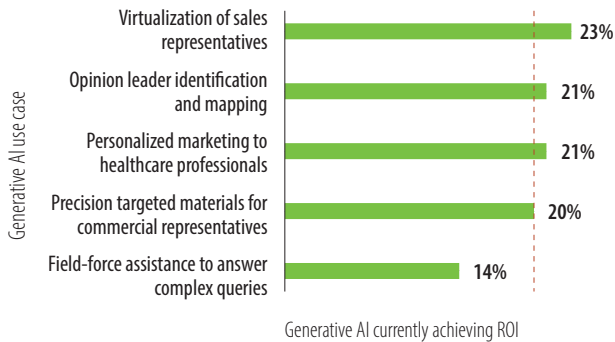 Generative AI use case
Virtualization of sales
representatives
23%
Opinion leader identification
and mapping
21%
Personalized marketing to
healthcare professionals
21%
Precision targeted materials for
commercial representatives
20%
Field-force assistance to answer
complex queries
14%
Generative AI currently achieving ROI